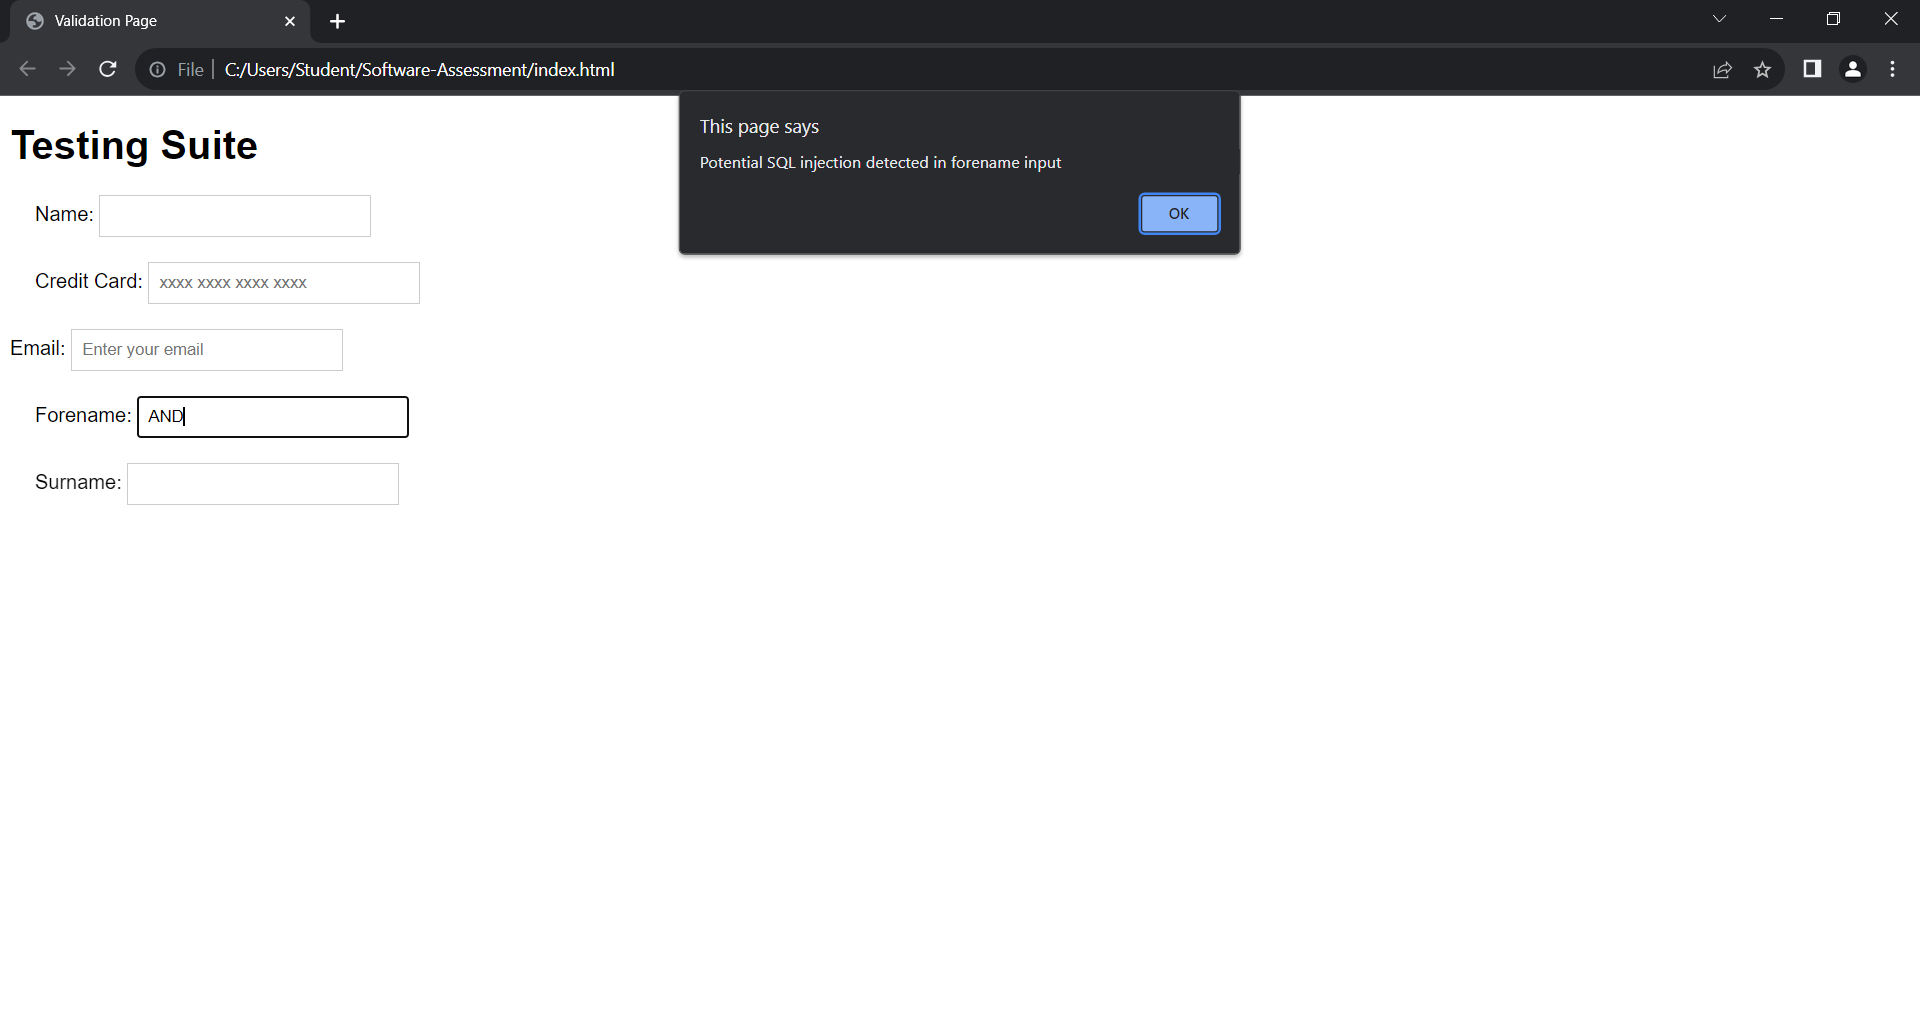 Validation Page
File
C:/Users/Student/Software-Assessment/index.html
This page says
Potential SQL injection detected in forename input
OK
Testing Suite
Name:
Credit Card: xxxx xxxx xxxx xxxx
Email: Enter your email
Forename: AND
Surname: